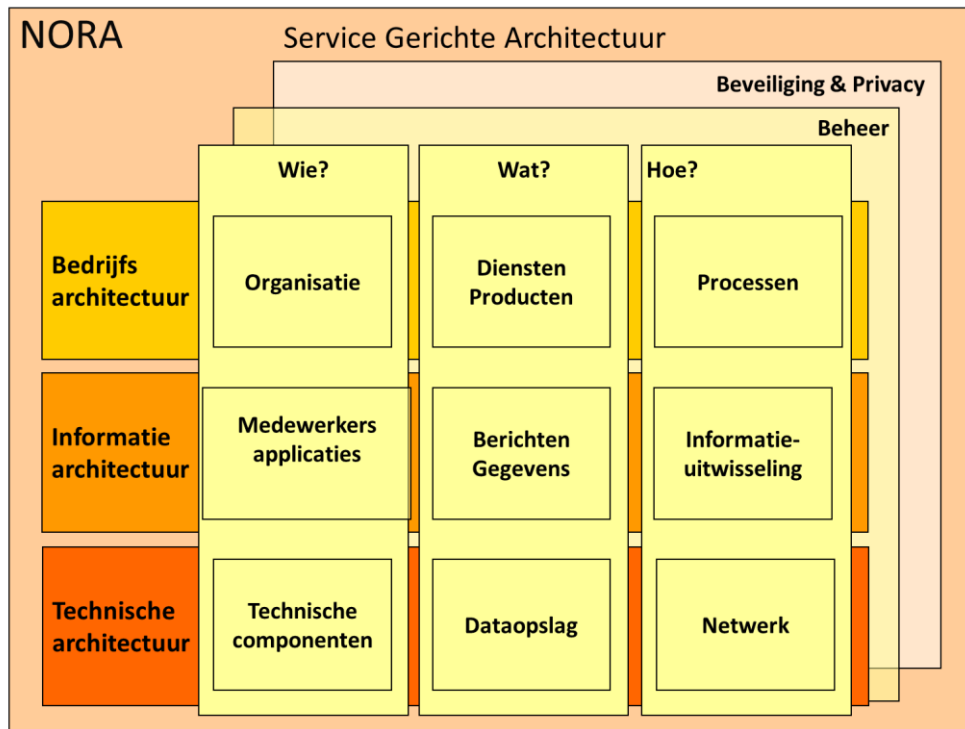 NORA
Service Gerichte Architectuur
Beveiliging & Privacy
Beheer
Wie?
Wat?
Hoe?
Bedrijfs
architectuur
Organisatie
Diensten
Producten
Processen
Informatie
architectuur
Medewerkers
applicaties
Berichten
Gegevens
Informatie-
uitwisseling
Technische
architectuur
Technische
componenten
Dataopslag
Netwerk